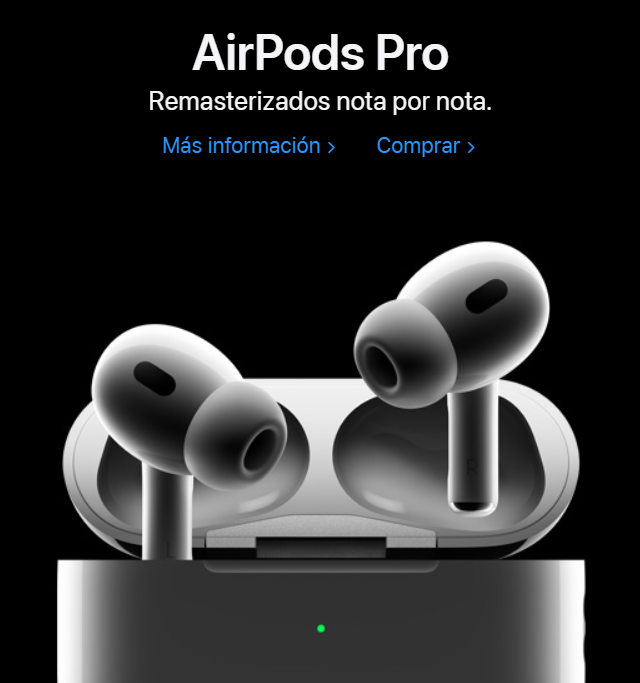 AirPods Pro
Remasterizados nota por nota.
Más información >
Comprar >
R